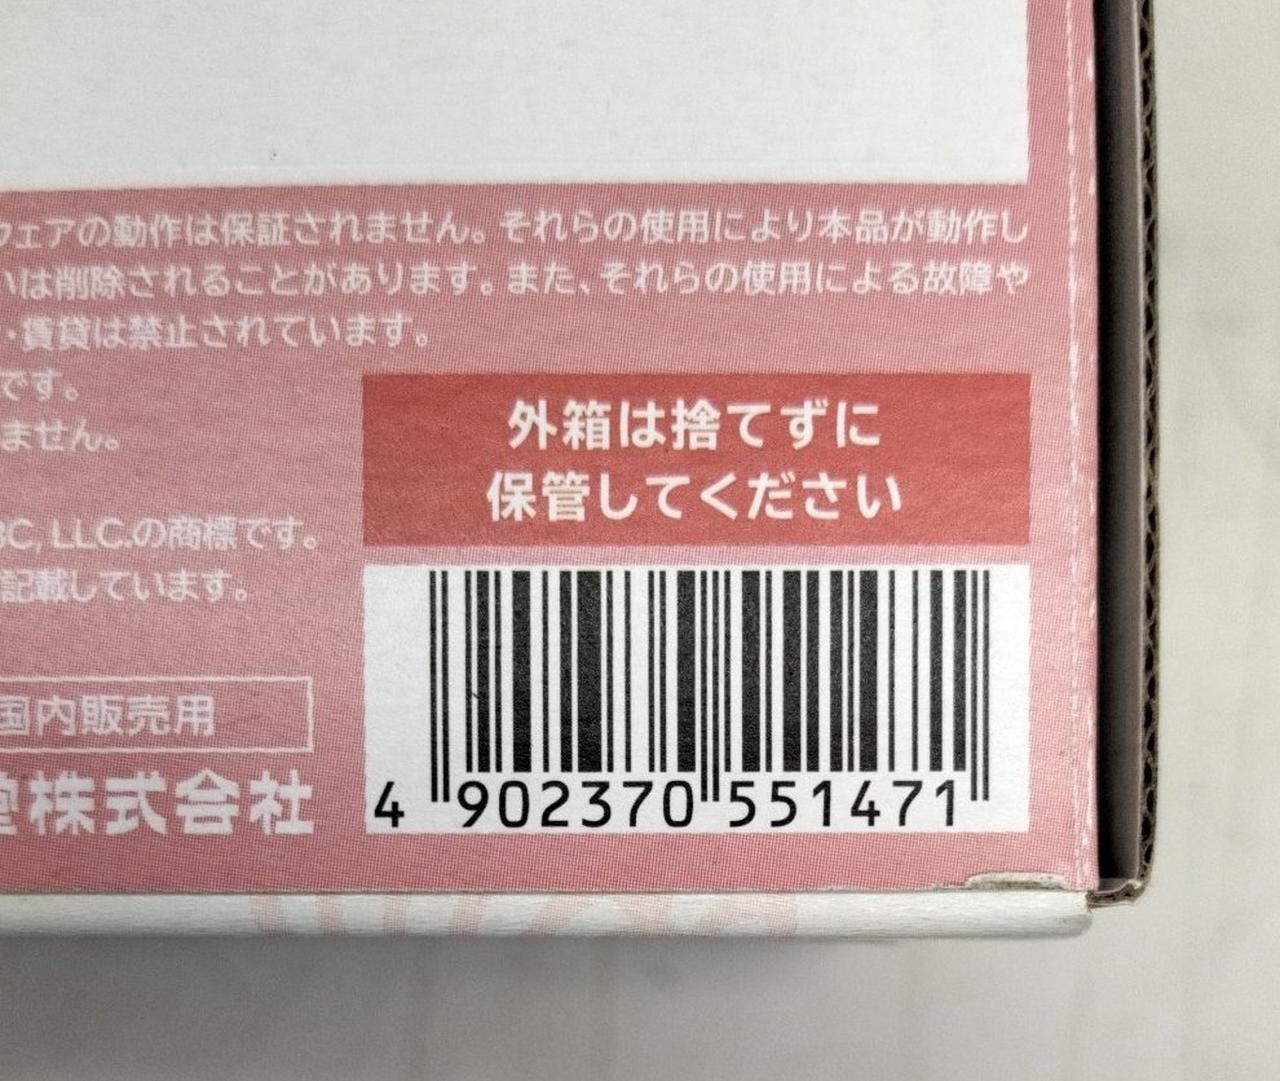 ウェアの動作は保証されません。それらの使用により本品が動作し
いは削除されることがあります。また、それらの使用による故障や
・賃貸は禁止されています。
です。
ません。
外箱は捨てずに
保管してください
BC, LLC.の商標です。
記載しています。
国内販売用
堂株式会社
4 902370 551471